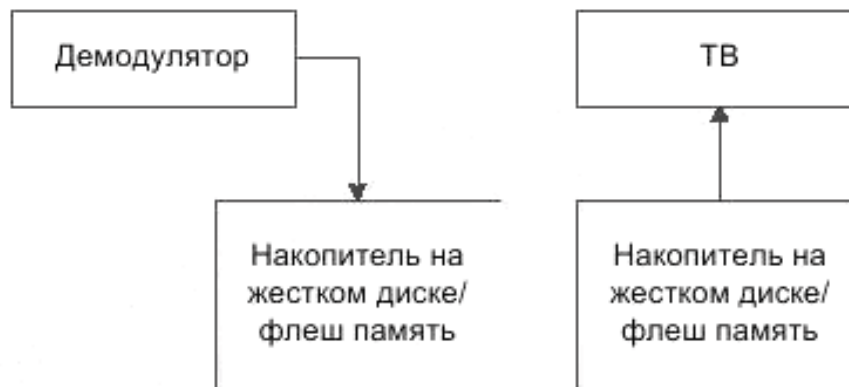 Демодулятор
ТВ
Накопитель на
жестком диске/
флеш память
Накопитель на
жестком диске/
флеш память